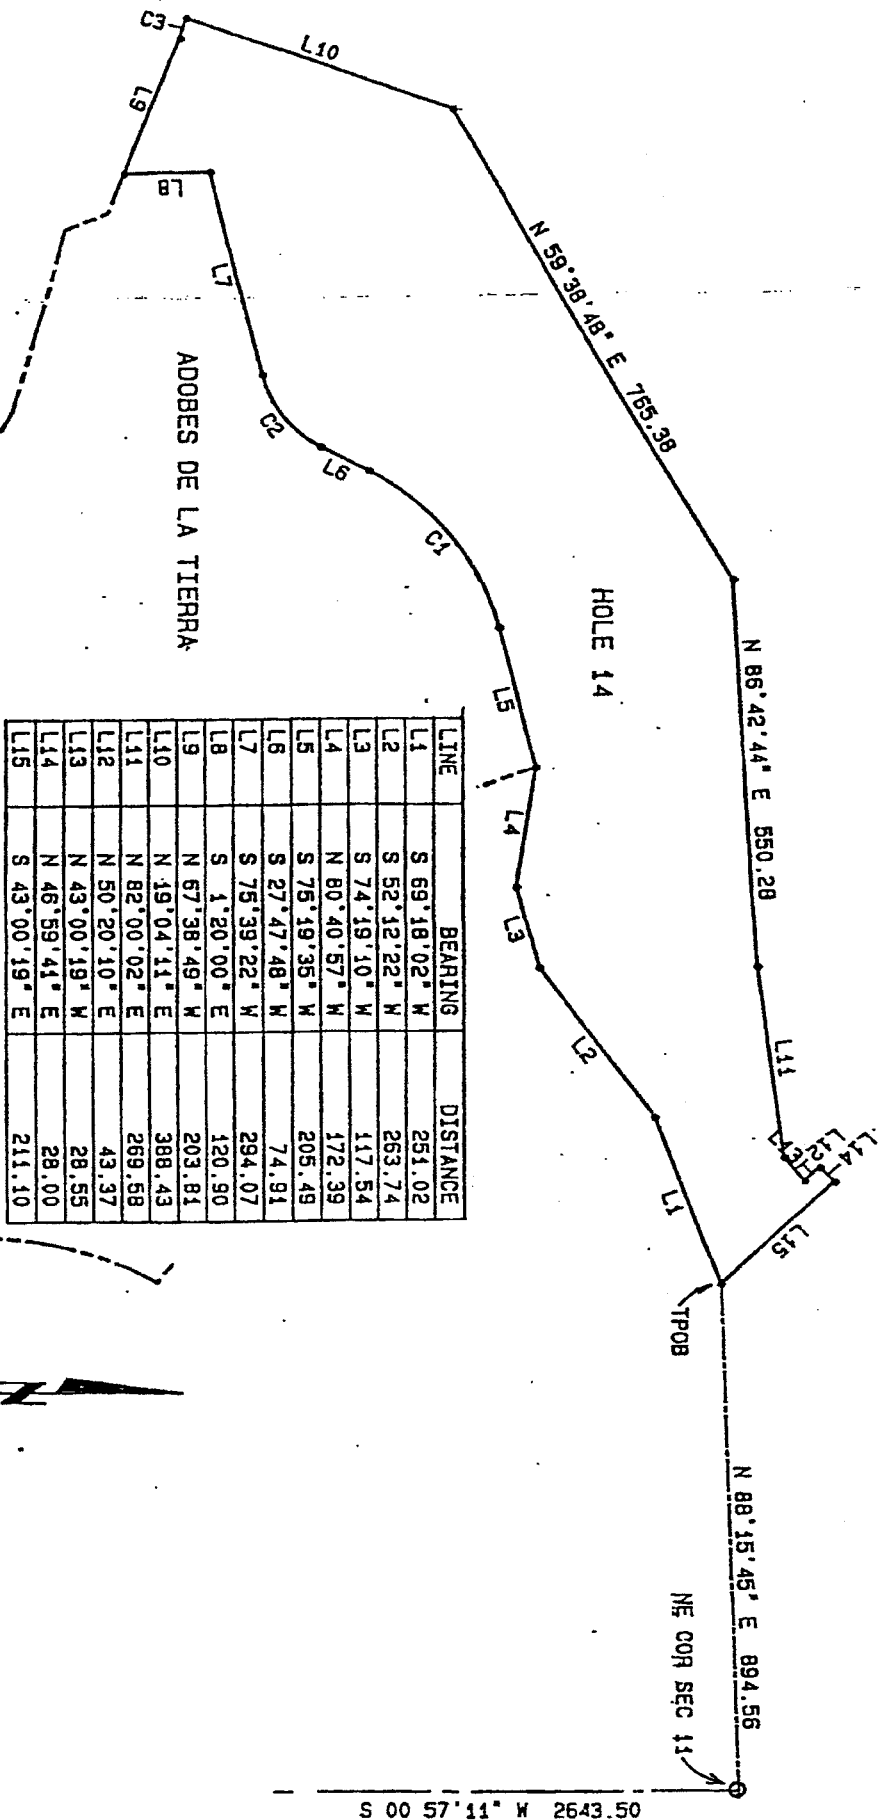 N 59°38'48" E 765.38
N 86°42'44" E 550.28
N 88°15'45" E 894.56
NE COR SEC 11
S 00 57'11" W 2643.50
TPOB
HOLE 14
ADOBES DE LA TIERRA
C3
L10
L9
L8
L7
C2
L6
C1
L5
L4
L3
L2
L1
L11
L13
L12
L14
L15
LINE BEARING DISTANCE
L1 S 69°18'02" W 251.02
L2 S 52°12'22" W 263.74
L3 S 74°19'10" W 117.54
L4 N 80°40'57" W 172.39
L5 S 75°19'35" W 205.49
L6 S 27°47'48" W 74.91
L7 S 75°39'22" W 294.07
L8 S 1°20'00" E 120.90
L9 N 67°38'49" W 203.81
L10 N 19°04'11" E 388.43
L11 N 82°00'02" E 269.58
L12 N 50°20'10" E 43.37
L13 N 43°00'19" W 28.55
L14 N 46°59'41" E 28.00
L15 S 43°00'19" E 211.10
N